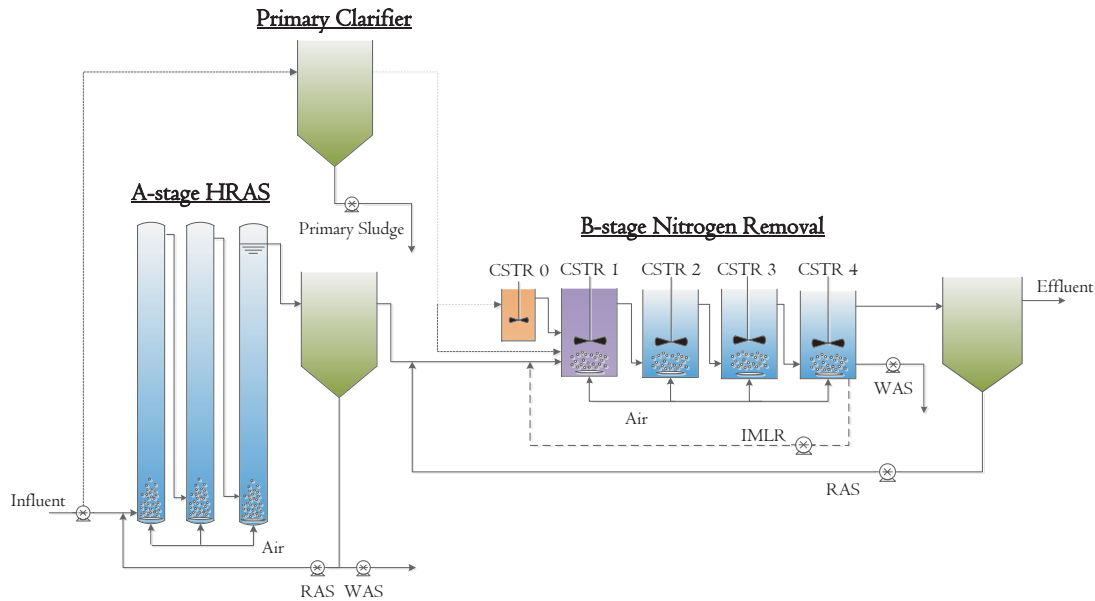 Primary Clarifier
A-stage HRAS
Primary Sludge
B-stage Nitrogen Removal
CSTR 0 CSTR 1 CSTR 2 CSTR 3 CSTR 4
Effluent
WAS
Air
IMLR
RAS
Influent
Air
RAS WAS